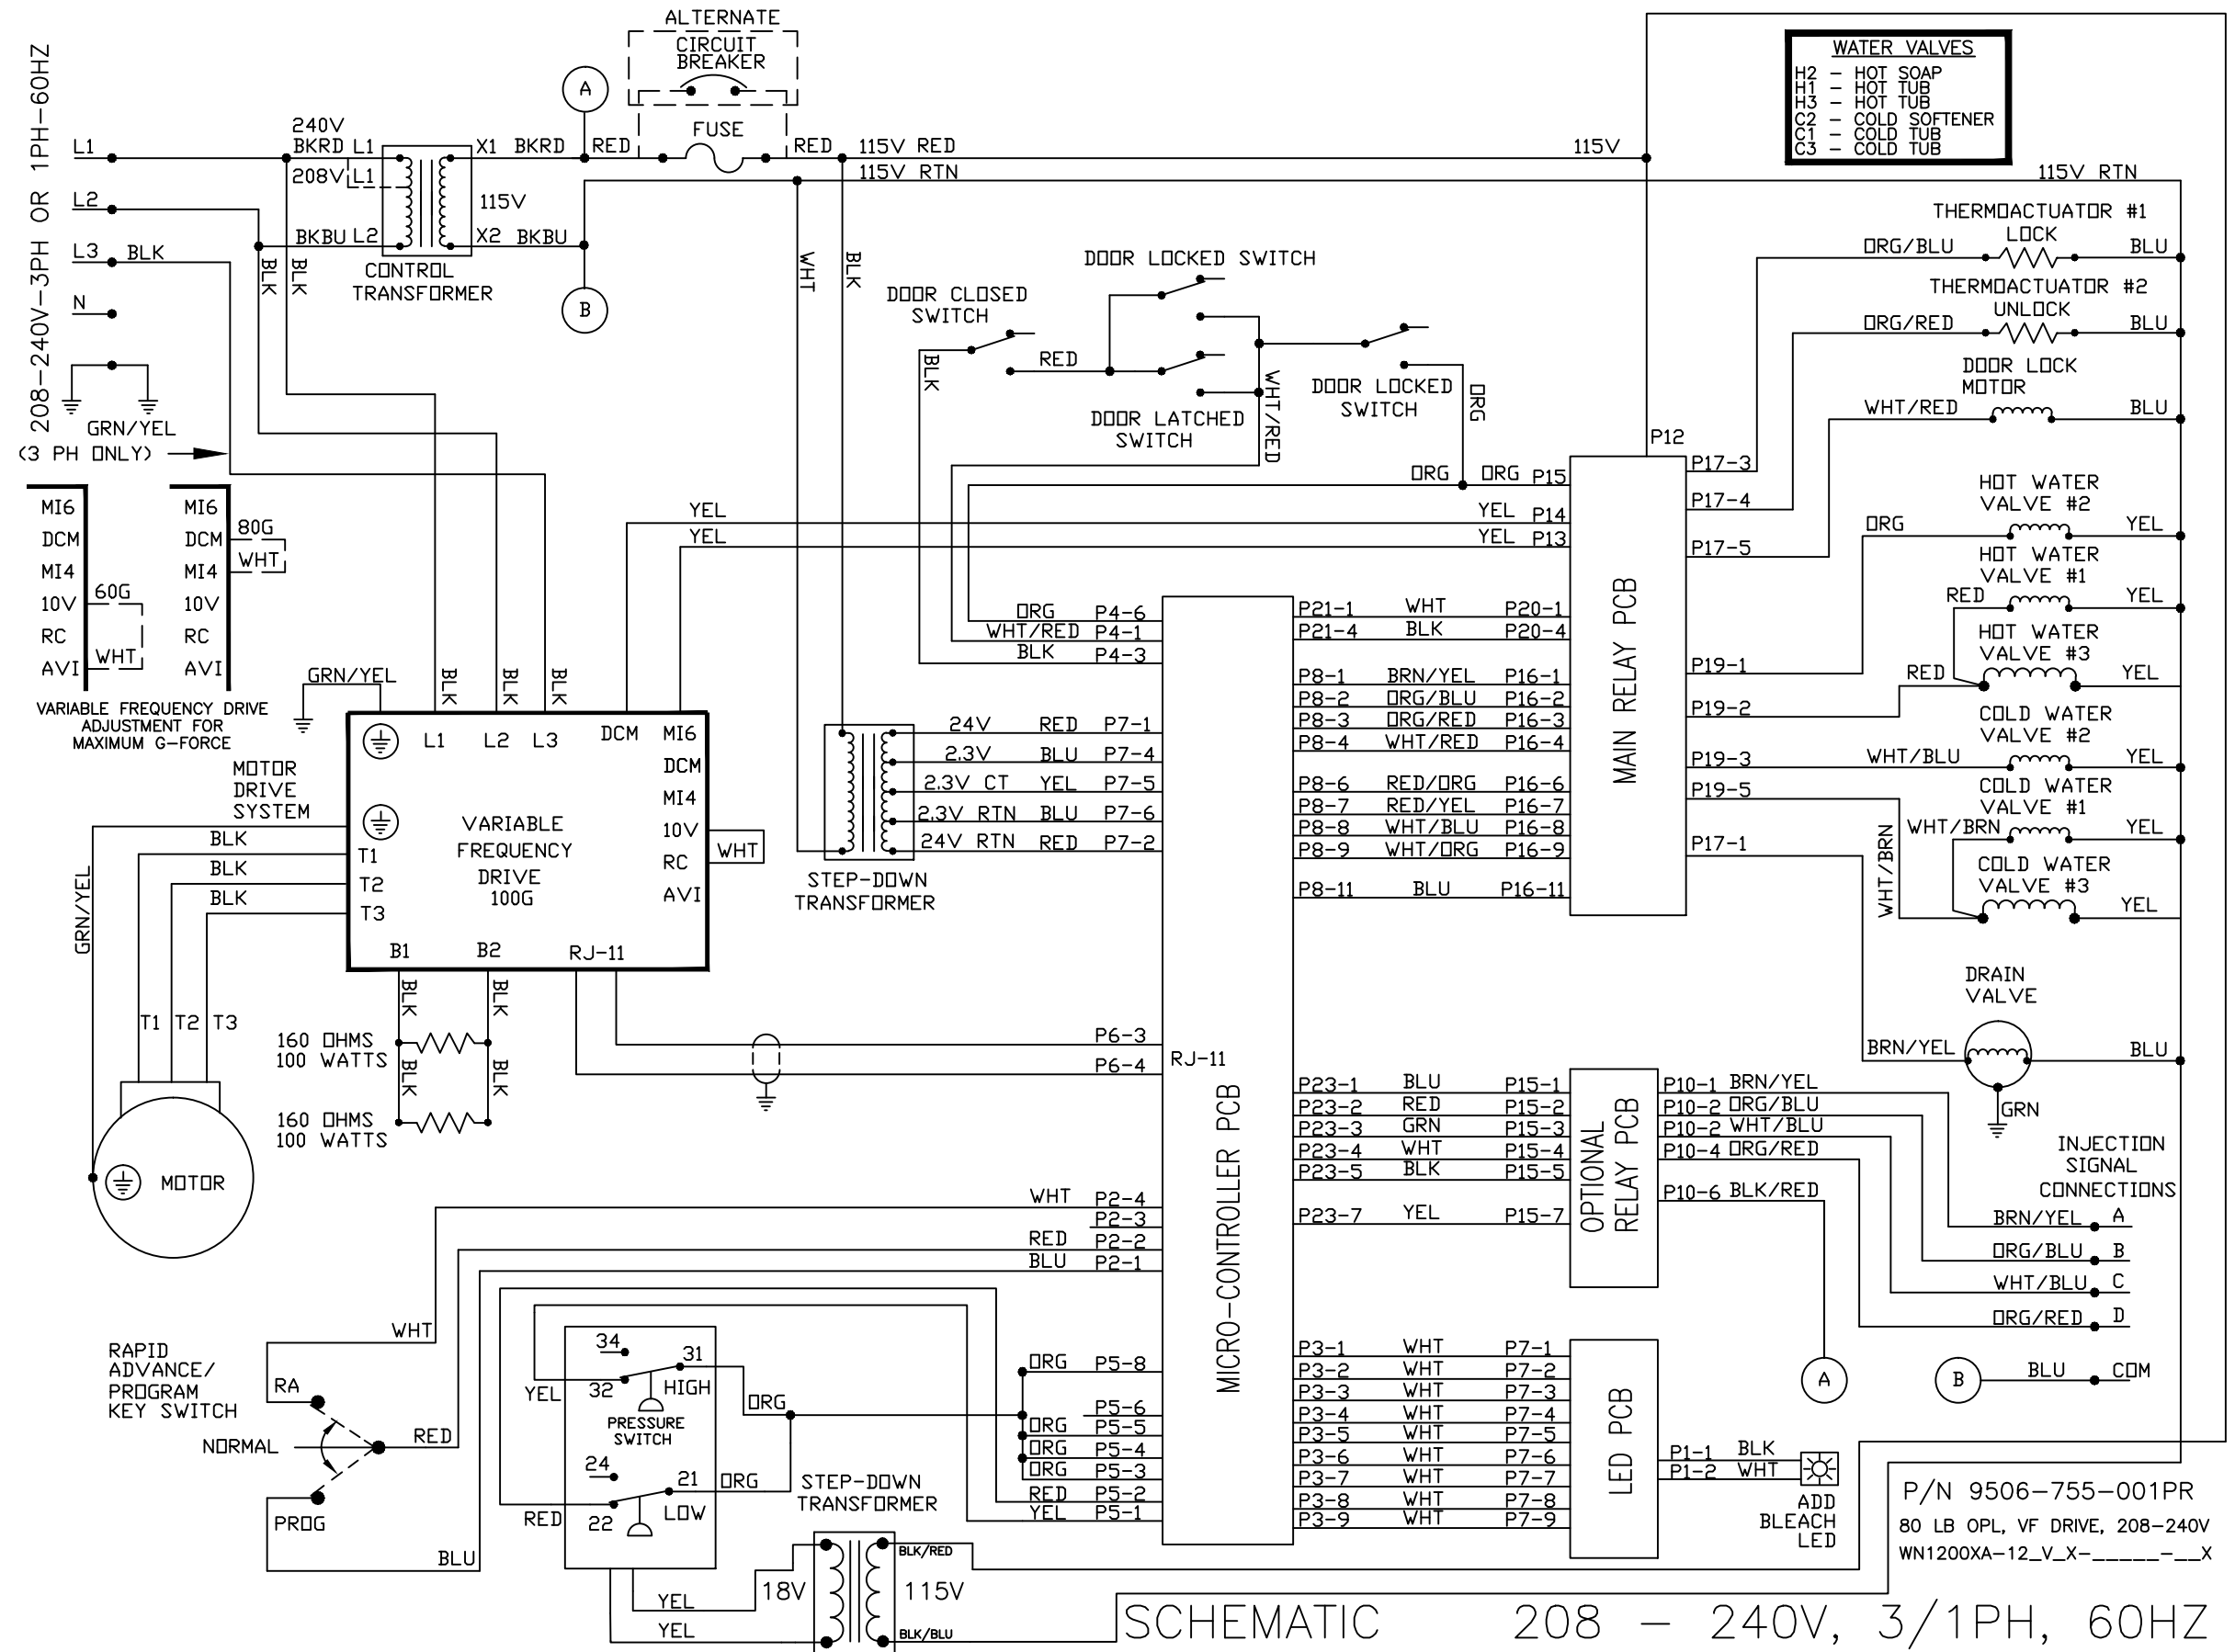 ALTERNATE
CIRCUIT
BREAKER
FUSE
A
B
208-240V-3PH OR 1PH-60HZ
L1
L2
L3 BLK
N
GRN/YEL
(3 PH ONLY)
240V
BKRD L1
208V L1
BKBU L2
X1 BKRD
RED
RED
115V
X2 BKBU
CONTROL
TRANSFORMER
BLK
BLK
115V RED
115V RTN
115V
115V RTN
WHT
BLK
WATER VALVES
H2 - HOT SOAP
H1 - HOT TUB
H3 - HOT TUB
C2 - COLD SOFTENER
C1 - COLD TUB
C3 - COLD TUB
DOOR LOCKED SWITCH
DOOR CLOSED
SWITCH
BLK
RED
DOOR LATCHED
SWITCH
WHT/RED
DOOR LOCKED
SWITCH
ORG
THERMOACTUATOR #1
LOCK
ORG/BLU
BLU
THERMOACTUATOR #2
UNLOCK
ORG/RED
BLU
DOOR LOCK
MOTOR
WHT/RED
BLU
HOT WATER
VALVE #2
ORG
YEL
HOT WATER
VALVE #1
RED
YEL
HOT WATER
VALVE #3
RED
YEL
COLD WATER
VALVE #2
WHT/BLU
YEL
COLD WATER
VALVE #1
WHT/BRN
YEL
COLD WATER
VALVE #3
WHT/BRN
YEL
DRAIN
VALVE
BRN/YEL
BLU
GRN
MI6
DCM
MI4
10V
RC
AVI
60G
WHT
MI6
DCM
MI4
10V
RC
AVI
80G
WHT
VARIABLE FREQUENCY DRIVE
ADJUSTMENT FOR
MAXIMUM G-FORCE
GRN/YEL
BLK
BLK
BLK
MOTOR
DRIVE
SYSTEM
L1 L2 L3
DCM MI6
DCM
MI4
10V
RC
AVI
WHT
VARIABLE
FREQUENCY
DRIVE
100G
T1
T2
T3
BLK
BLK
BLK
GRN/YEL
B1 B2 RJ-11
BLK
BLK
BLK
BLK
160 OHMS
100 WATTS
160 OHMS
100 WATTS
T1 T2 T3
MOTOR
YEL
YEL
ORG
ORG P15
YEL P14
YEL P13
P12
MAIN RELAY PCB
P17-3
P17-4
P17-5
P19-1
P19-2
P19-3
P19-5
P17-1
ORG P4-6
WHT/RED P4-1
BLK P4-3
24V RED P7-1
2.3V BLU P7-4
2.3V CT YEL P7-5
2.3V RTN BLU P7-6
24V RTN RED P7-2
STEP-DOWN
TRANSFORMER
P21-1 WHT P20-1
P21-4 BLK P20-4
P8-1 BRN/YEL P16-1
P8-2 ORG/BLU P16-2
P8-3 ORG/RED P16-3
P8-4 WHT/RED P16-4
P8-6 RED/ORG P16-6
P8-7 RED/YEL P16-7
P8-8 WHT/BLU P16-8
P8-9 WHT/ORG P16-9
P8-11 BLU P16-11
P6-3
P6-4
RJ-11
MICRO-CONTROLLER PCB
P23-1 BLU P15-1
P23-2 RED P15-2
P23-3 GRN P15-3
P23-4 WHT P15-4
P23-5 BLK P15-5
P23-7 YEL P15-7
OPTIONAL
RELAY PCB
P10-1 BRN/YEL
P10-2 ORG/BLU
P10-2 WHT/BLU
P10-4 ORG/RED
P10-6 BLK/RED
INJECTION
SIGNAL
CONNECTIONS
BRN/YEL A
ORG/BLU B
WHT/BLU C
ORG/RED D
A
B
BLU COM
WHT P2-4
P2-3
RED P2-2
BLU P2-1
WHT
RAPID
ADVANCE/
PROGRAM
KEY SWITCH
RA
NORMAL
RED
PROG
BLU
34
31
32
HIGH
YEL
ORG
PRESSURE
SWITCH
24
21
ORG
22
LOW
RED
ORG P5-8
P5-6
ORG P5-5
ORG P5-4
ORG P5-3
RED P5-2
YEL P5-1
STEP-DOWN
TRANSFORMER
18V
115V
BLK/RED
BLK/BLU
YEL
YEL
P3-1 WHT P7-1
P3-2 WHT P7-2
P3-3 WHT P7-3
P3-4 WHT P7-4
P3-5 WHT P7-5
P3-6 WHT P7-6
P3-7 WHT P7-7
P3-8 WHT P7-8
P3-9 WHT P7-9
LED PCB
P1-1 BLK
P1-2 WHT
ADD
BLEACH
LED
P/N 9506-755-001PR
80 LB OPL, VF DRIVE, 208-240V
WN1200XA-12_V_X-_____-__X
SCHEMATIC 208 - 240V, 3/1PH, 60HZ